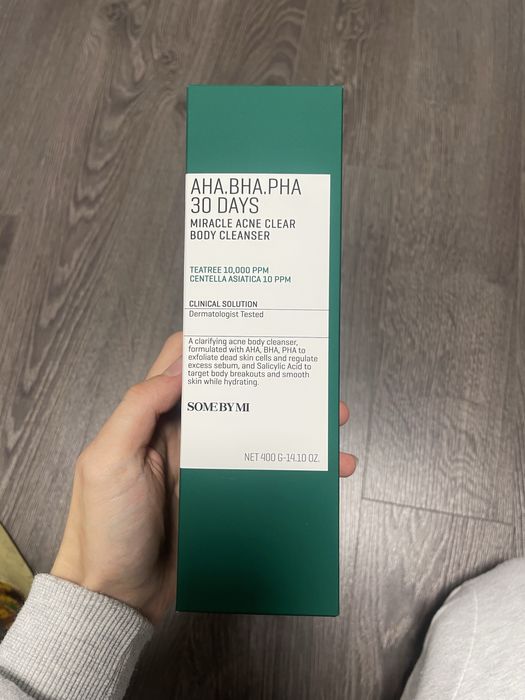 AHA.BHA.PHA
30 DAYS
MIRACLE ACNE CLEAR
BODY CLEANSER
TEATREE 10,000 PPM
CENTELLA ASIATICA 10 PPM
CLINICAL SOLUTION
Dermatologist Tested
A clarifying acne body cleanser,
formulated with AHA, BHA, PHA to
exfoliate dead skin cells and regulate
excess sebum, and Salicylic Acid to
target body breakouts and smooth
skin while hydrating.
SOME BY MI
NET 400 G-14.10 OZ.